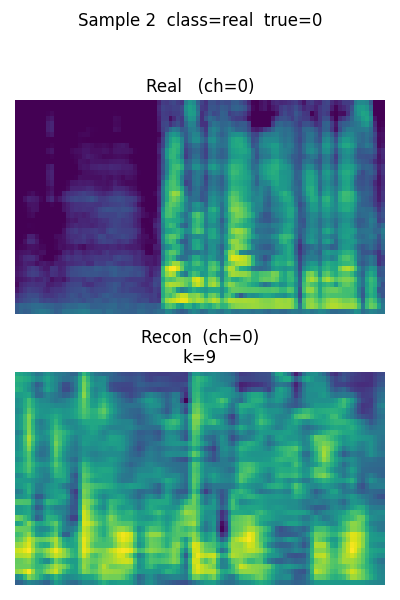 Sample 2  class=real  true=0
Real   (ch=0)
Recon  (ch=0)
k=9